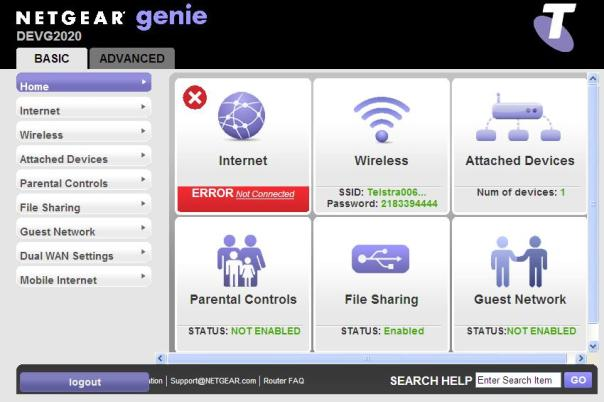 NETGEAR genie
DEVG2020
BASIC
ADVANCED
Home
Internet
Wireless
Attached Devices
Parental Controls
File Sharing
Guest Network
Dual WAN Settings
Mobile Internet
Internet
ERROR Not Connected
Wireless
SSID: Telstra006...
Password: 2183394444
Attached Devices
Num of devices: 1
Parental Controls
STATUS: NOT ENABLED
File Sharing
STATUS: Enabled
Guest Network
STATUS:NOT ENABLED
logout
ation | Support@NETGEAR.com | Router FAQ
SEARCH HELP
Enter Search Item
GO